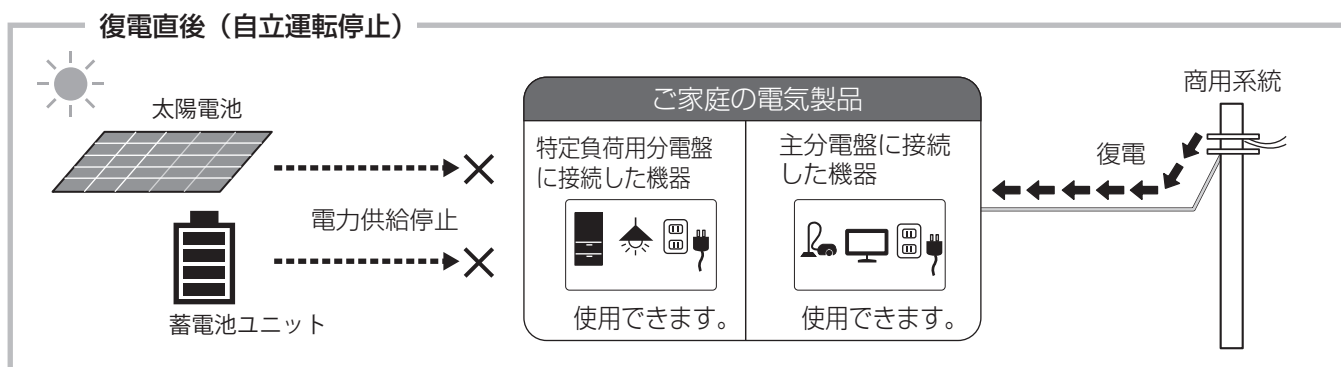 復電直後（自立運転停止）
太陽電池
電力供給停止
蓄電池ユニット
ご家庭の電気製品
特定負荷用分電盤
に接続した機器
使用できます。
主分電盤に接続
した機器
使用できます。
商用系統
復電